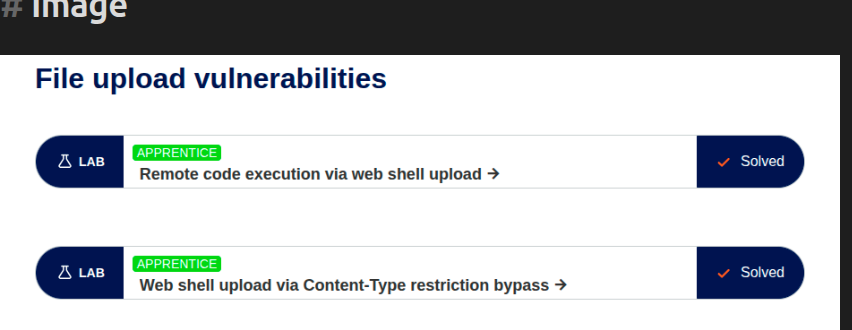 # Image
File upload vulnerabilities
LAB
APPRENTICE
Remote code execution via web shell upload →
Solved
LAB
APPRENTICE
Web shell upload via Content-Type restriction bypass →
Solved